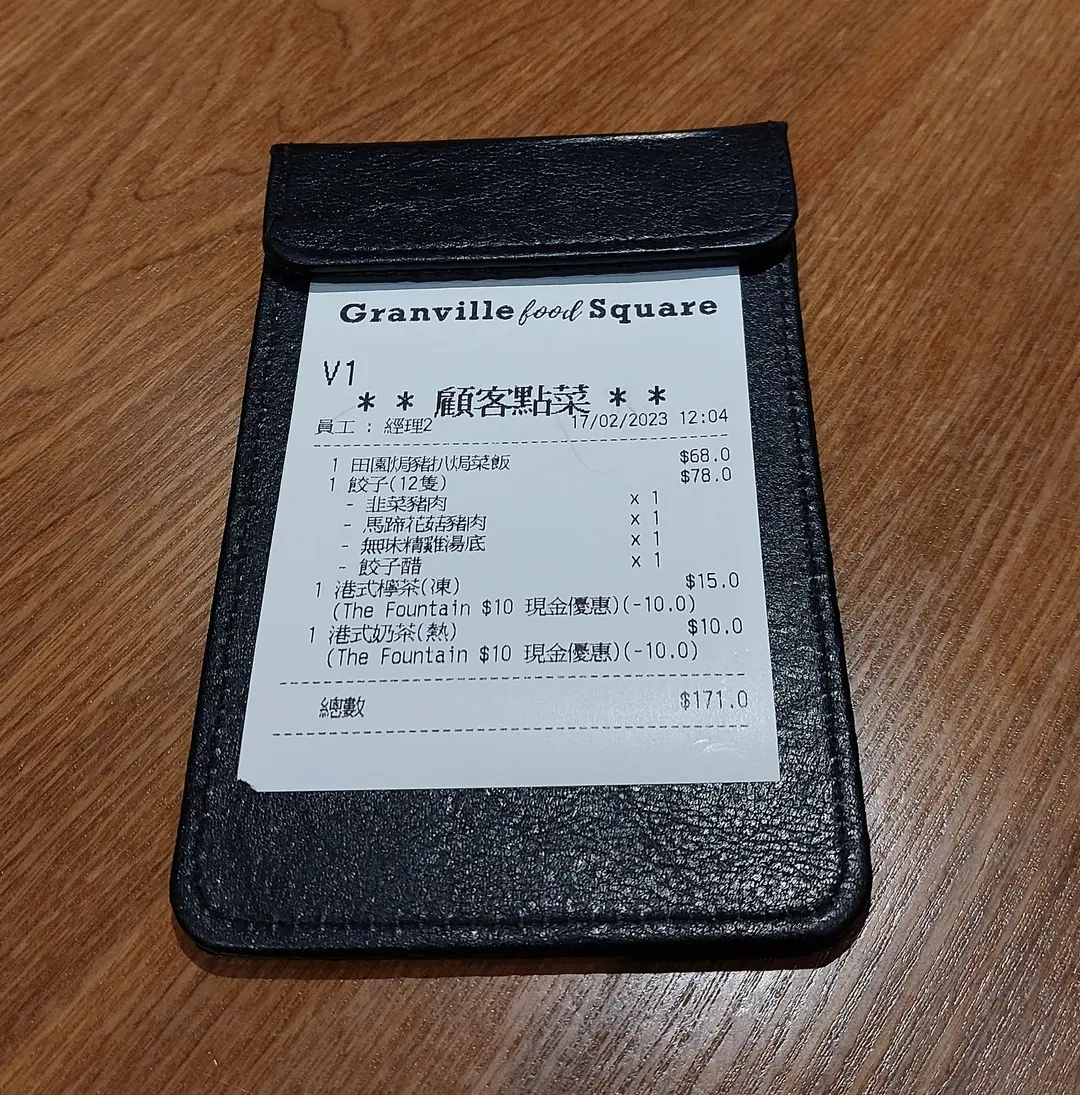 Granville food Square
V1
* * 顧客點菜 * *
員工 : 經理2 17/02/2023 12:04
1 田園焗豬扒焗菜飯 $68.0
1 餃子(12隻) $78.0
- 韭菜豬肉 x 1
- 馬蹄花菇豬肉 x 1
- 無味精雞湯底 x 1
- 餃子醋 x 1
1 港式檸茶(凍) $15.0
(The Fountain $10 現金優惠)(-10.0)
1 港式奶茶(熱) $10.0
(The Fountain $10 現金優惠)(-10.0)
總數 $171.0